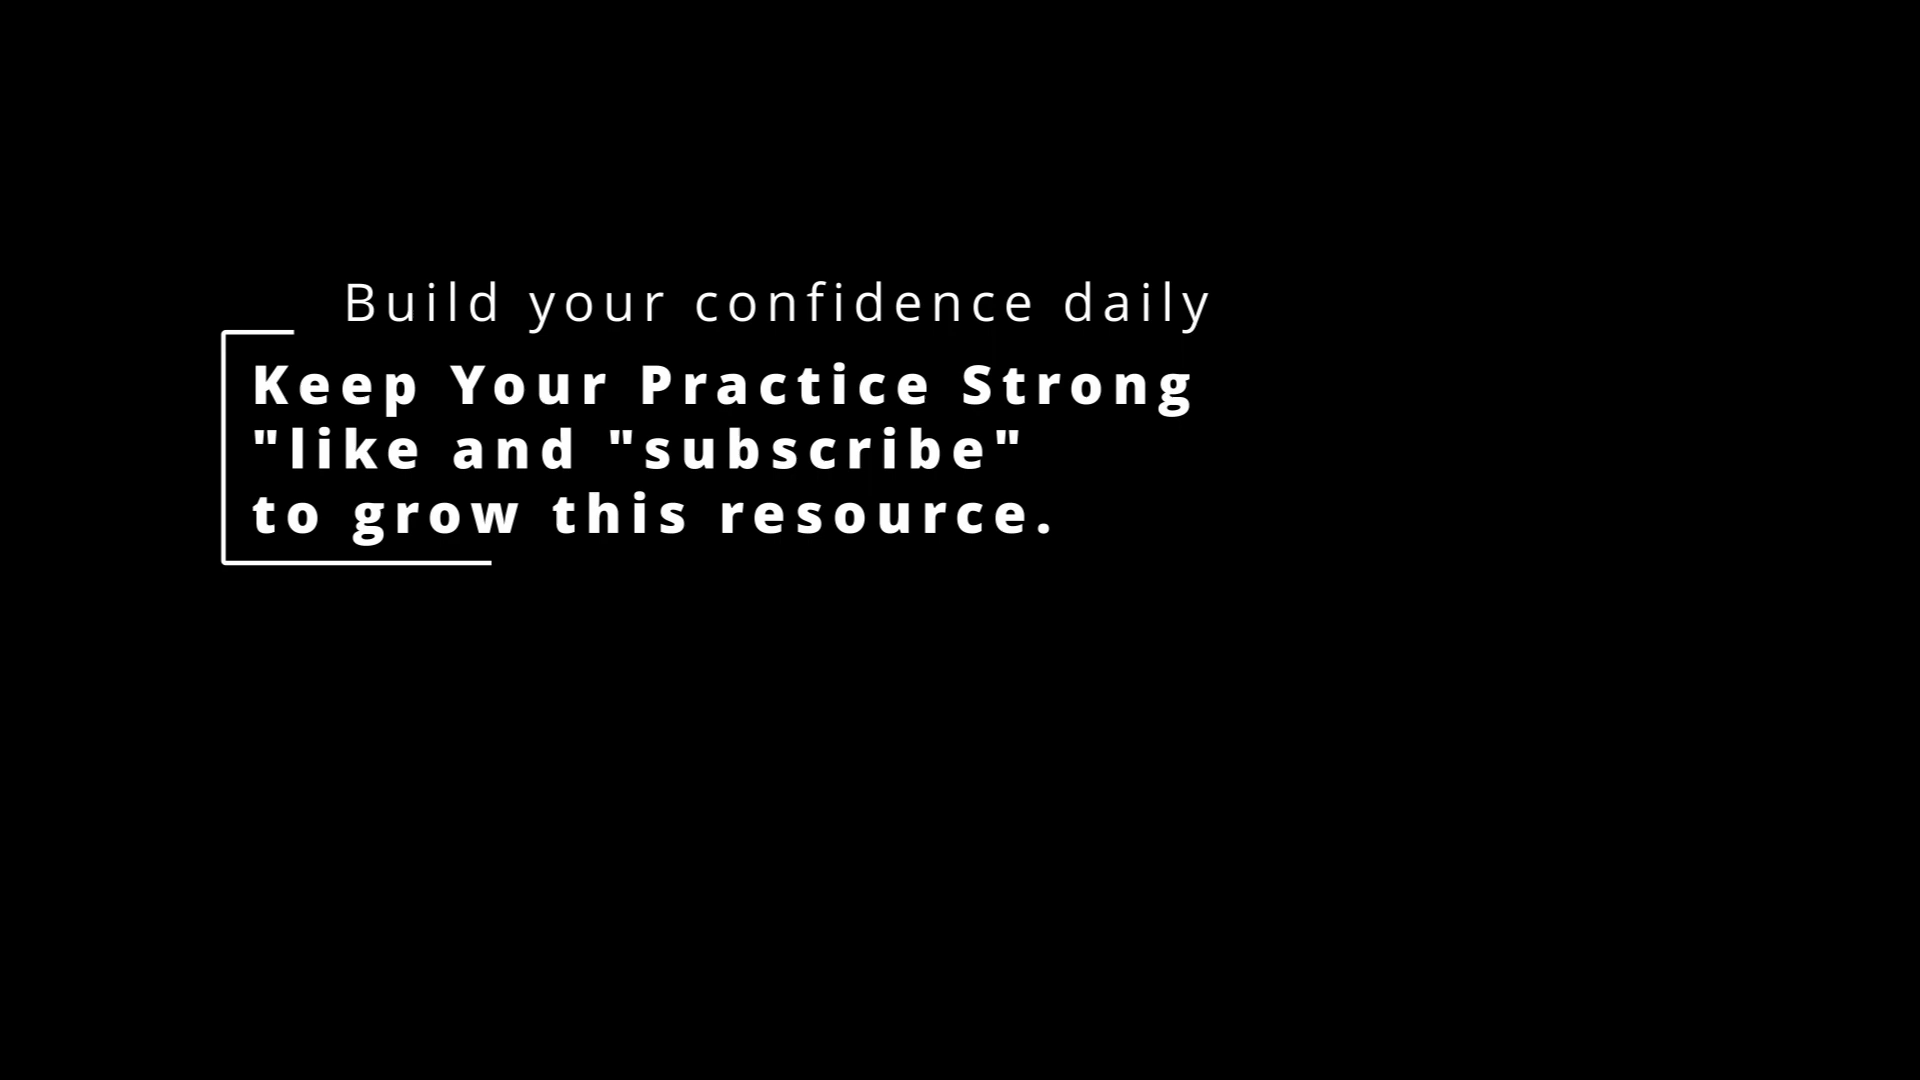 Build your confidence daily
Keep Your Practice Strong
"like and "subscribe"
to grow this resource.